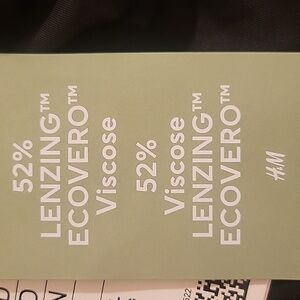 52%
LENZING™
ECOVERO™
Viscose
52%
Viscose
LENZING™
ECOVERO™
H&M